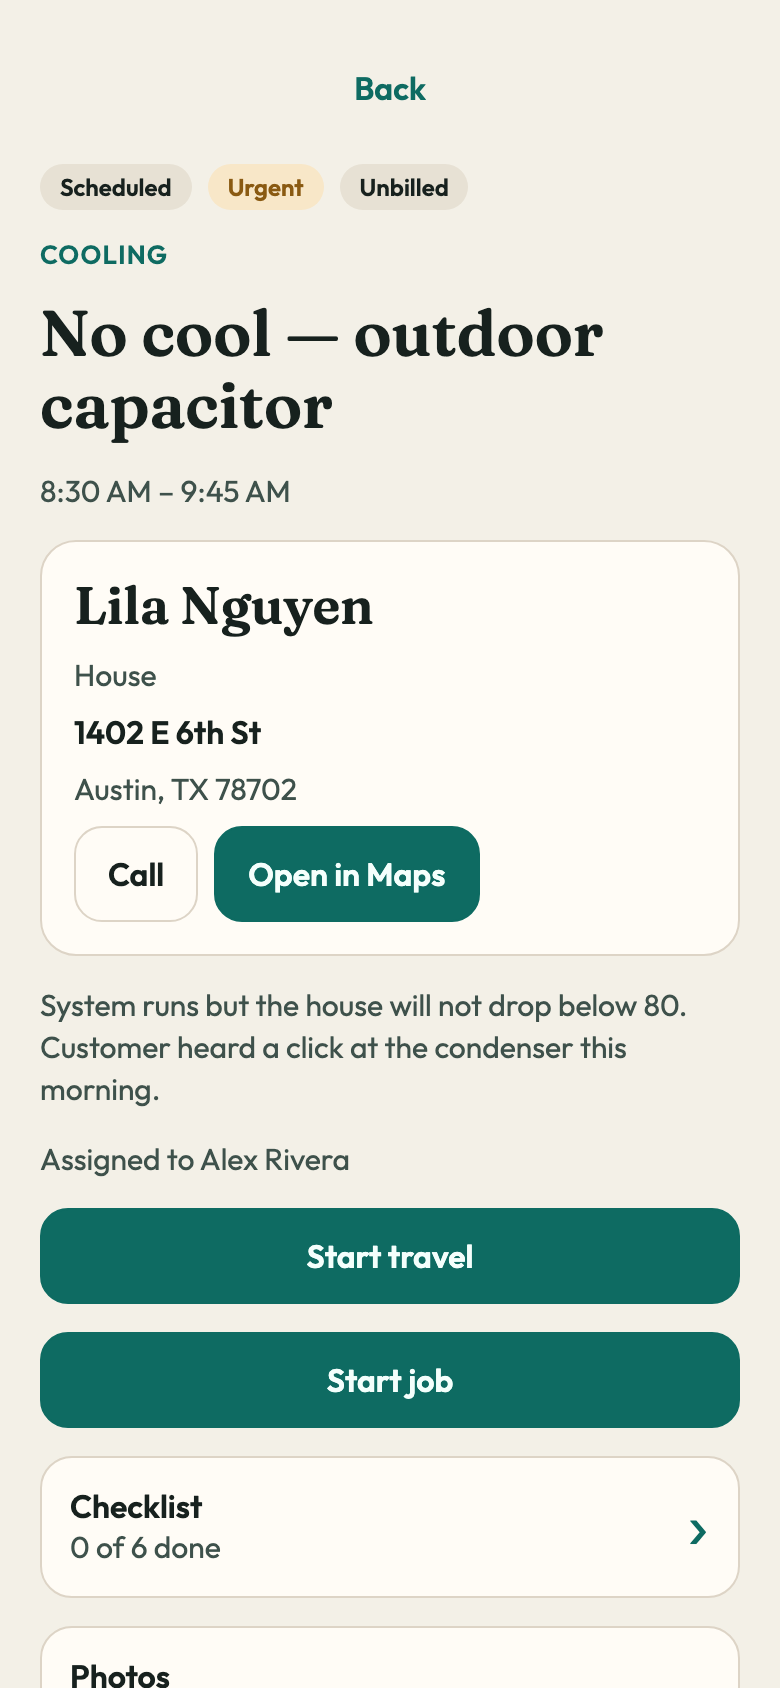 Back
Scheduled Urgent Unbilled
COOLING
No cool — outdoor
capacitor
8:30 AM – 9:45 AM
Lila Nguyen
House
1402 E 6th St
Austin, TX 78702
Call Open in Maps
System runs but the house will not drop below 80.
Customer heard a click at the condenser this
morning.
Assigned to Alex Rivera
Start travel
Start job
Checklist
0 of 6 done
Photos